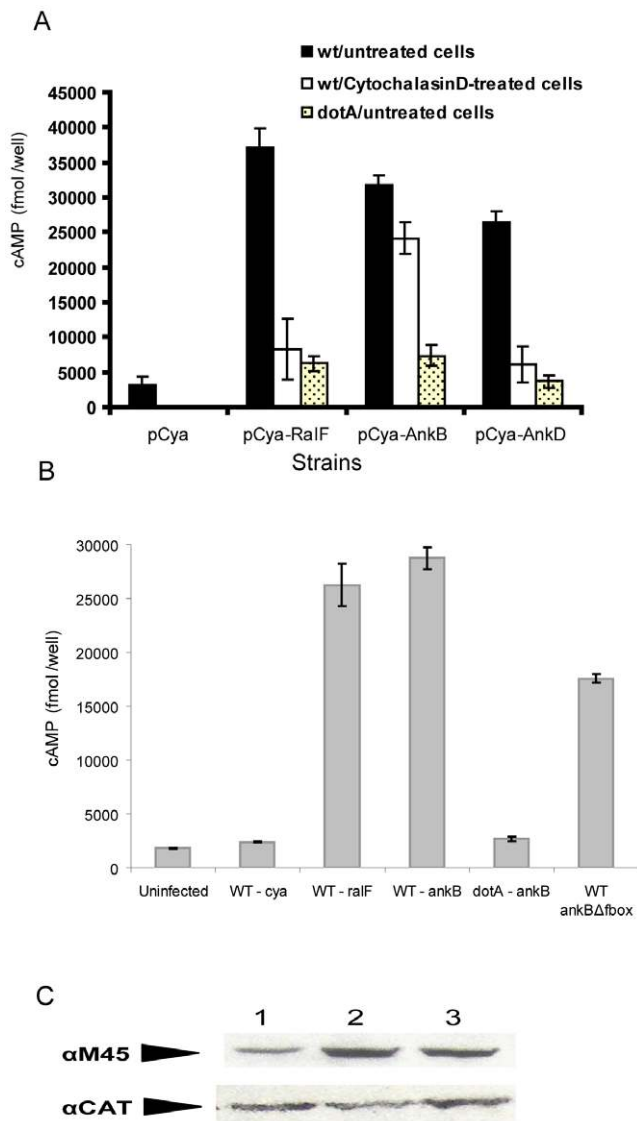 A
wt/untreated cells
wt/CytochalasinD-treated cells
dotA/untreated cells
45000
40000
35000
30000
25000
20000
15000
10000
5000
0
cAMP (fmol /well)
pCya
pCya-RalF
pCya-AnkB
pCya-AnkD
Strains
B
30000
25000
20000
15000
10000
5000
0
cAMP (fmol /well)
Uninfected
WT - cya
WT - ralF
WT - ankB
dotA - ankB
WT
ankBΔfbox
C
1 2 3
αM45
αCAT